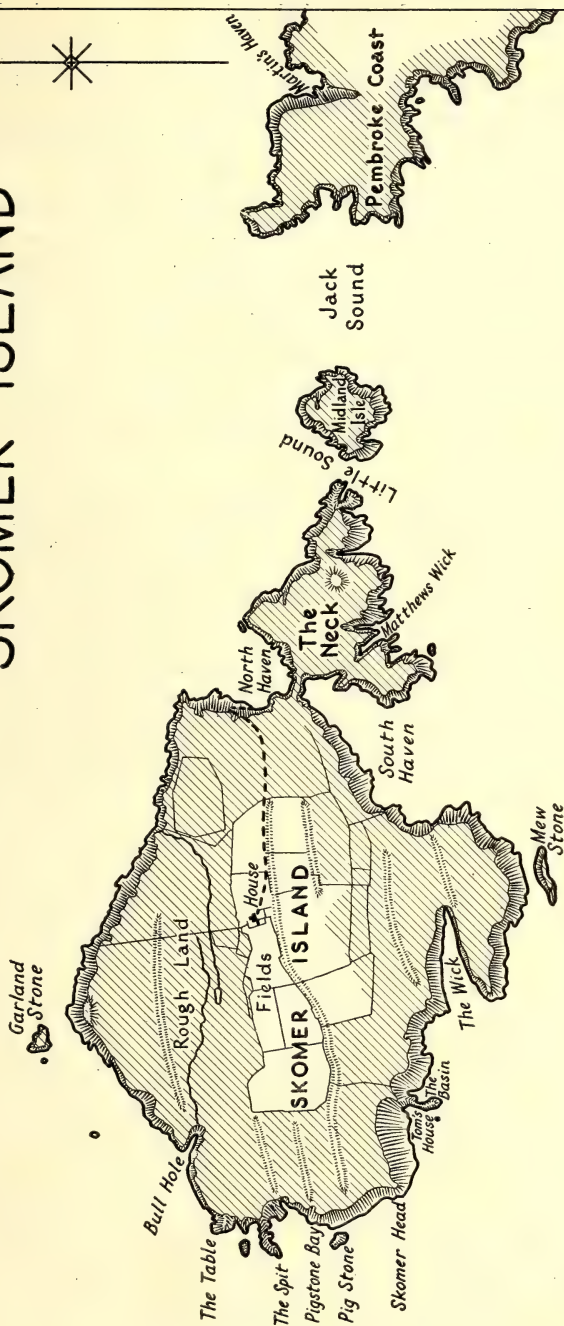 SKOMER ISLAND
Garland
Stone
Bull Hole
The Table
The Spit
Pigstone Bay
Pig Stone
Skomer Head
Tom's
House
The
Basin
The Wick
Mew
Stone
South
Haven
North
Haven
Rough Land
Fields
House
SKOMER
ISLAND
The
Neck
Matthews Wick
Little Sound
Midland
Isle
Jack
Sound
Martin's Haven
Pembroke Coast